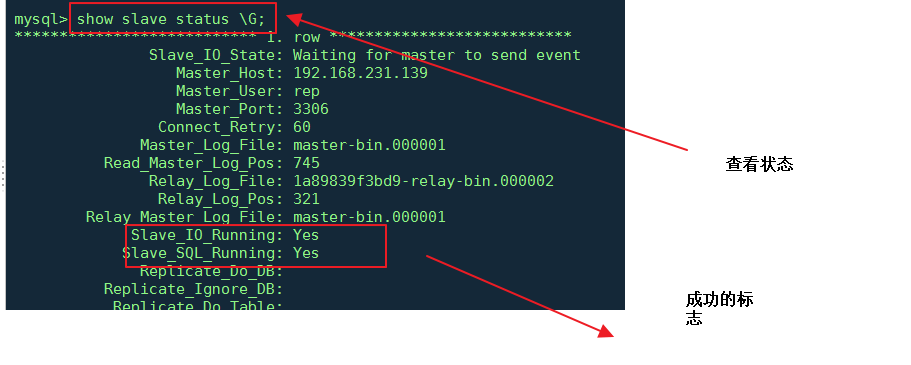 mysql> show slave status \G;
*************************** 1. row ***************************
Slave_IO_State: Waiting for master to send event
Master_Host: 192.168.231.139
Master_User: rep
Master_Port: 3306
Connect_Retry: 60
Master_Log_File: master-bin.000001
Read_Master_Log_Pos: 745
Relay_Log_File: 1a89839f3bd9-relay-bin.000002
Relay_Log_Pos: 321
Relay_Master_Log_File: master-bin.000001
Slave_IO_Running: Yes
Slave_SQL_Running: Yes
Replicate_Do_DB:
Replicate_Ignore_DB:
Replicate_Do_Table:
查看状态
成功的标
志